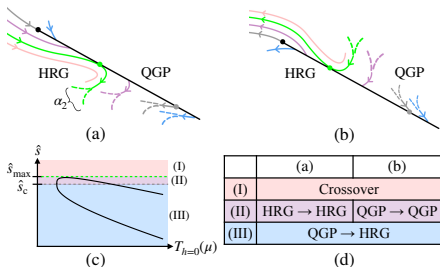 HRG
QGP
α₂
(a)
HRG
QGP
(b)
ŝ
ŝmax
ŝc
(I)
(II)
(III)
Tₕ₌₀(μ)
(c)
(a) (b)
(I) Crossover
(II) HRG → HRG QGP → QGP
(III) QGP → HRG
(d)